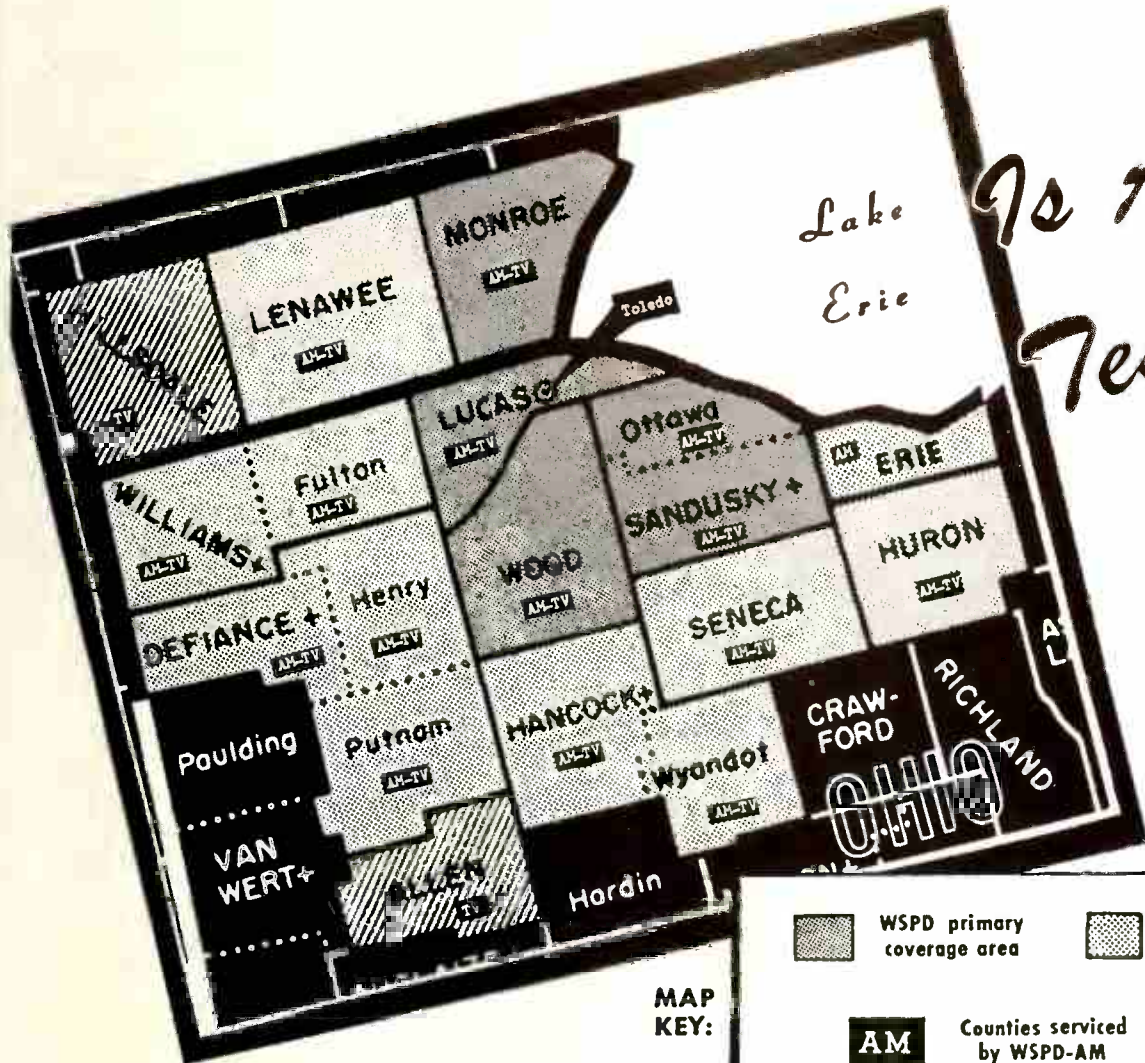 Lake
Erie
Is
Toledo
MONROE
AM-TV
LENAWEE
AM-TV
TV
LUCAS
AM-TV
Ottawa
AM-TV
AM
ERIE
Fulton
AM-TV
WILLIAMS
AM-TV
SANDUSKY +
AM-TV
HURON
AM-TV
WOOD
AM-TV
Henry
AM-TV
DEFIANCE +
AM-TV
SENECA
AM-TV
HANCOCK+
AM-TV
Putnam
AM-TV
Paulding
Wyandot
AM-TV
CRAW-
FORD
RICHLAND
OHIO
VAN
WERT+
ALLEN
TV
Hardin
MAP
KEY:
WSPD primary
coverage area
AM
Counties serviced
by WSPD-AM